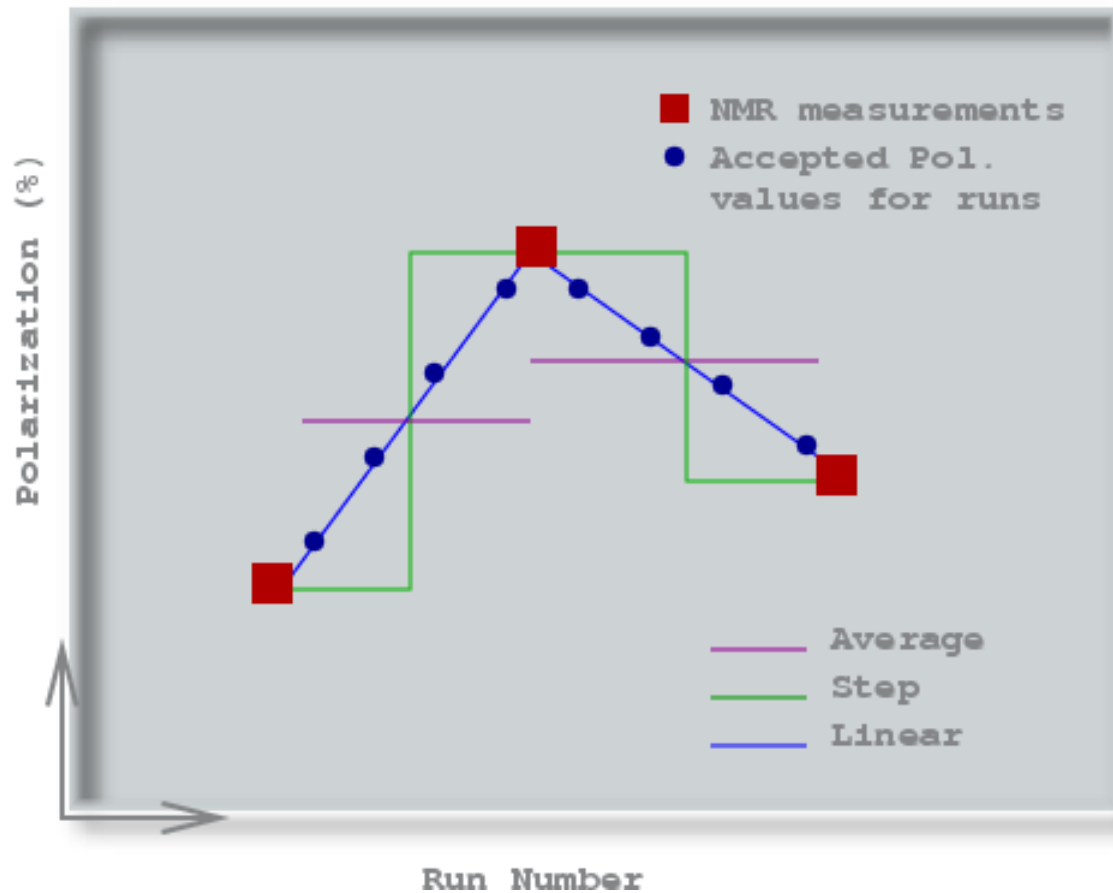 NMR measurements
Accepted Pol.
values for runs
Polarization (%)
Average
Step
Linear
Run Number